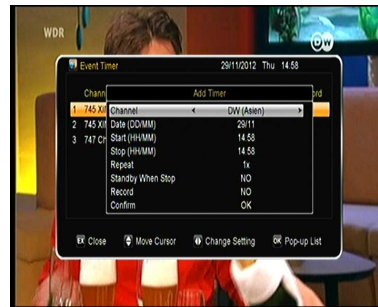 WDR
DW
Event Timer 29/11/2012 Thu 14:58
Chann
Add Timer
ord
1 745 XI
Channel DW (Asien)
2 745 XI
Date (DD/MM) 29/11
3 747 Ch
Start (HH/MM) 14:58
Stop (HH/MM) 14:58
Repeat 1x
Standby When Stop NO
Record NO
Confirm OK
EX Close Move Cursor Change Setting OK Pop-up List